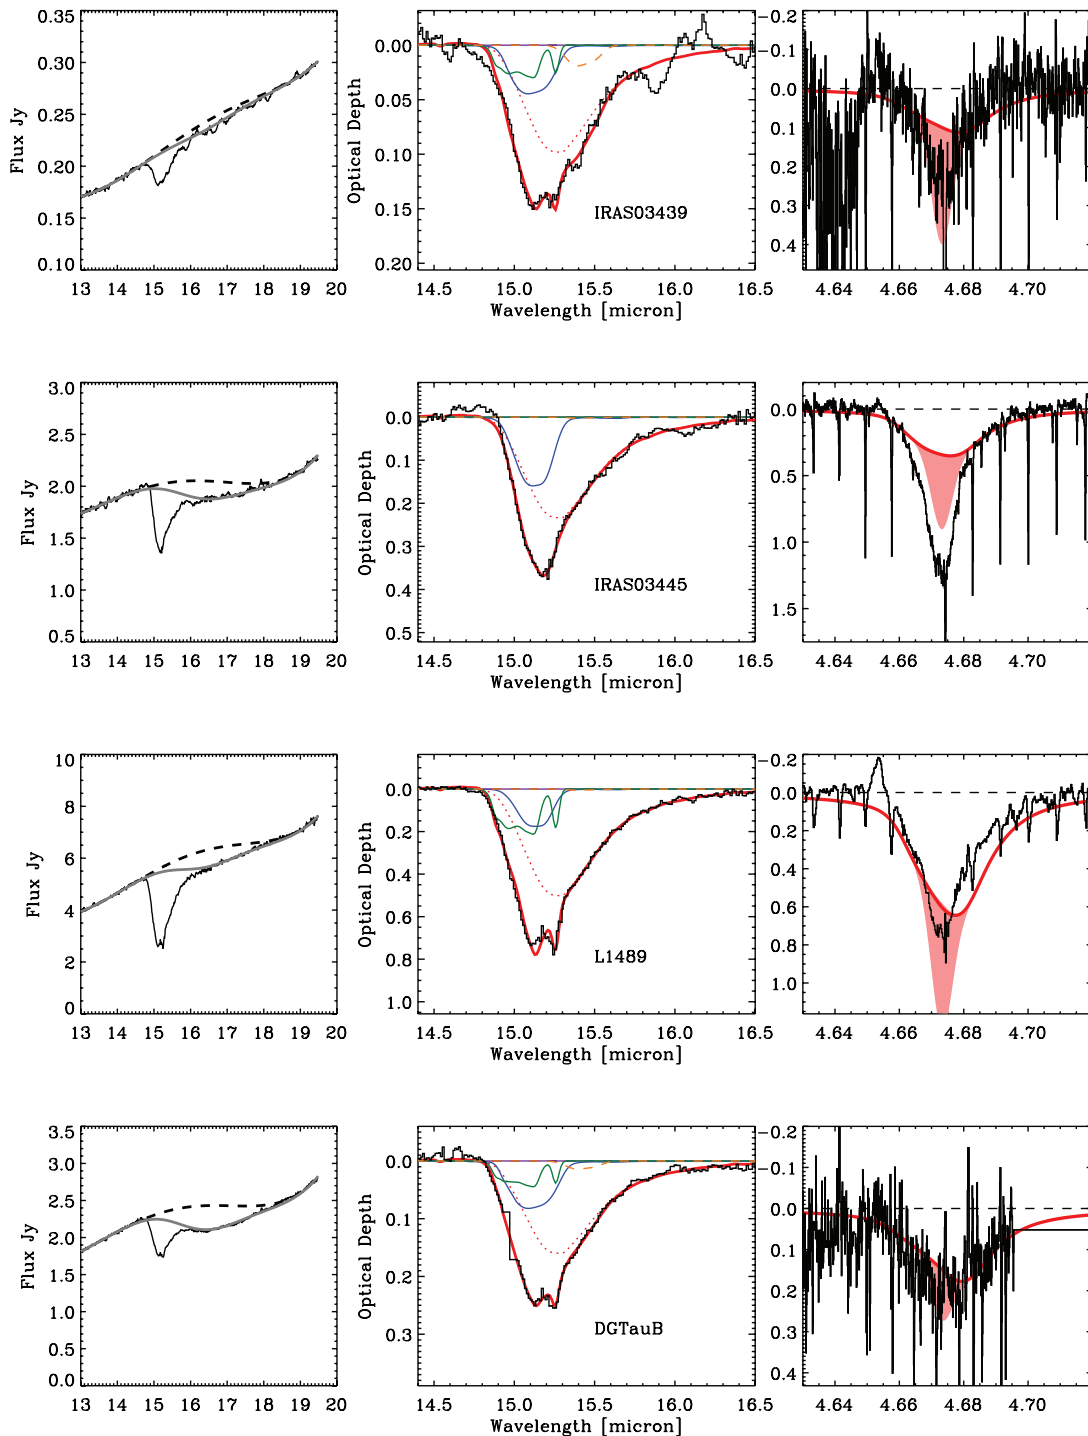 Flux Jy
0.35
0.30
0.25
0.20
0.15
0.10
13 14 15 16 17 18 19 20
Optical Depth
0.00
0.05
0.10
0.15
0.20
IRAS03439
14.5 15.0 15.5 16.0 16.5
Wavelength [micron]
-0.2
-0.1
0.0
0.1
0.2
0.3
0.4
4.64 4.66 4.68 4.70
Flux Jy
3.0
2.5
2.0
1.5
1.0
0.5
13 14 15 16 17 18 19 20
Optical Depth
0.0
0.1
0.2
0.3
0.4
0.5
IRAS03445
14.5 15.0 15.5 16.0 16.5
Wavelength [micron]
0.0
0.5
1.0
1.5
4.64 4.66 4.68 4.70
Flux Jy
10
8
6
4
2
0
13 14 15 16 17 18 19 20
Optical Depth
0.0
0.2
0.4
0.6
0.8
1.0
L1489
14.5 15.0 15.5 16.0 16.5
Wavelength [micron]
-0.2
0.0
0.2
0.4
0.6
0.8
1.0
4.64 4.66 4.68 4.70
Flux Jy
3.5
3.0
2.5
2.0
1.5
1.0
0.5
0.0
13 14 15 16 17 18 19 20
Optical Depth
0.0
0.1
0.2
0.3
DGTauB
14.5 15.0 15.5 16.0 16.5
Wavelength [micron]
-0.2
-0.1
0.0
0.1
0.2
0.3
0.4
4.64 4.66 4.68 4.70